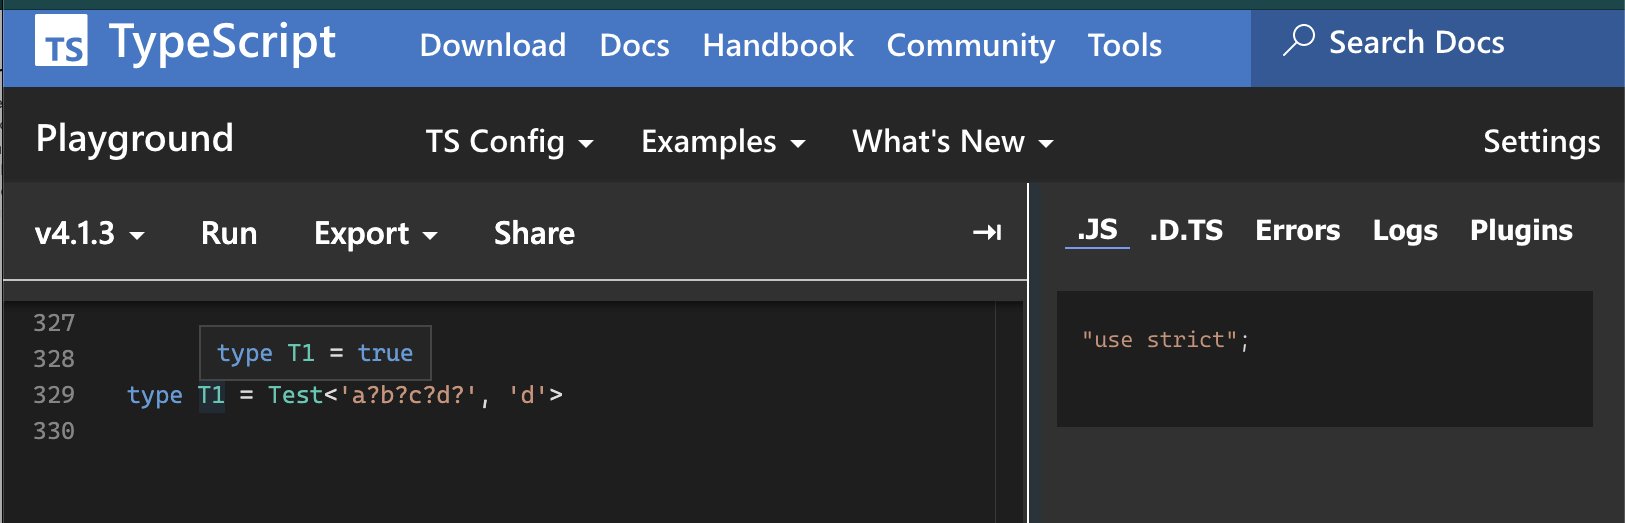 TS TypeScript Download Docs Handbook Community Tools Search Docs
Playground TS Config Examples What's New Settings
v4.1.3 Run Export Share
.JS .D.TS Errors Logs Plugins
327
328
type T1 = true
329 type T1 = Test<'a?b?c?d?', 'd'>
330
"use strict";